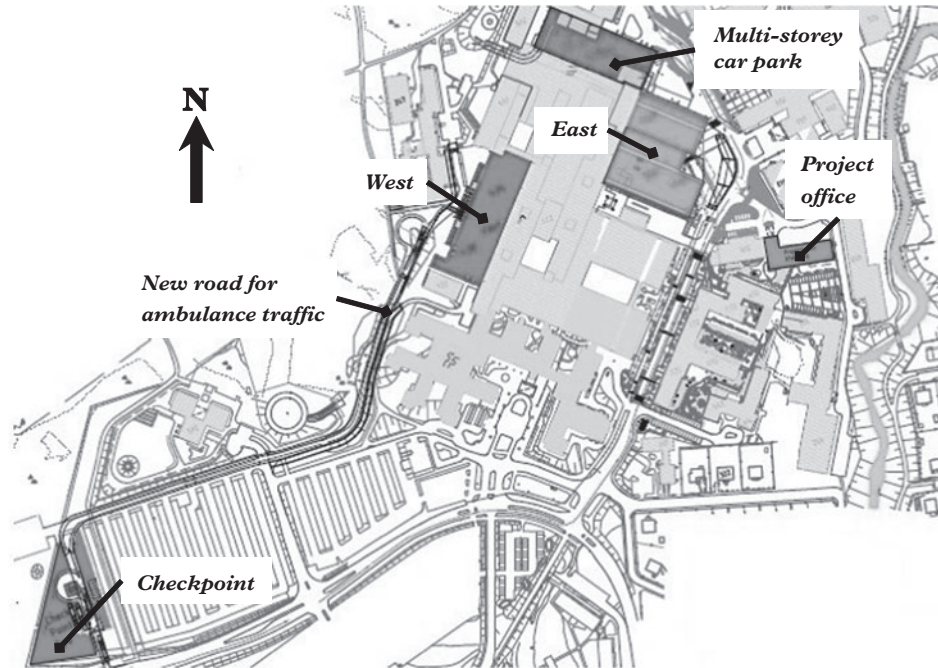 Multi-storey
car park
N
East
Project
office
West
New road for
ambulance traffic
Checkpoint